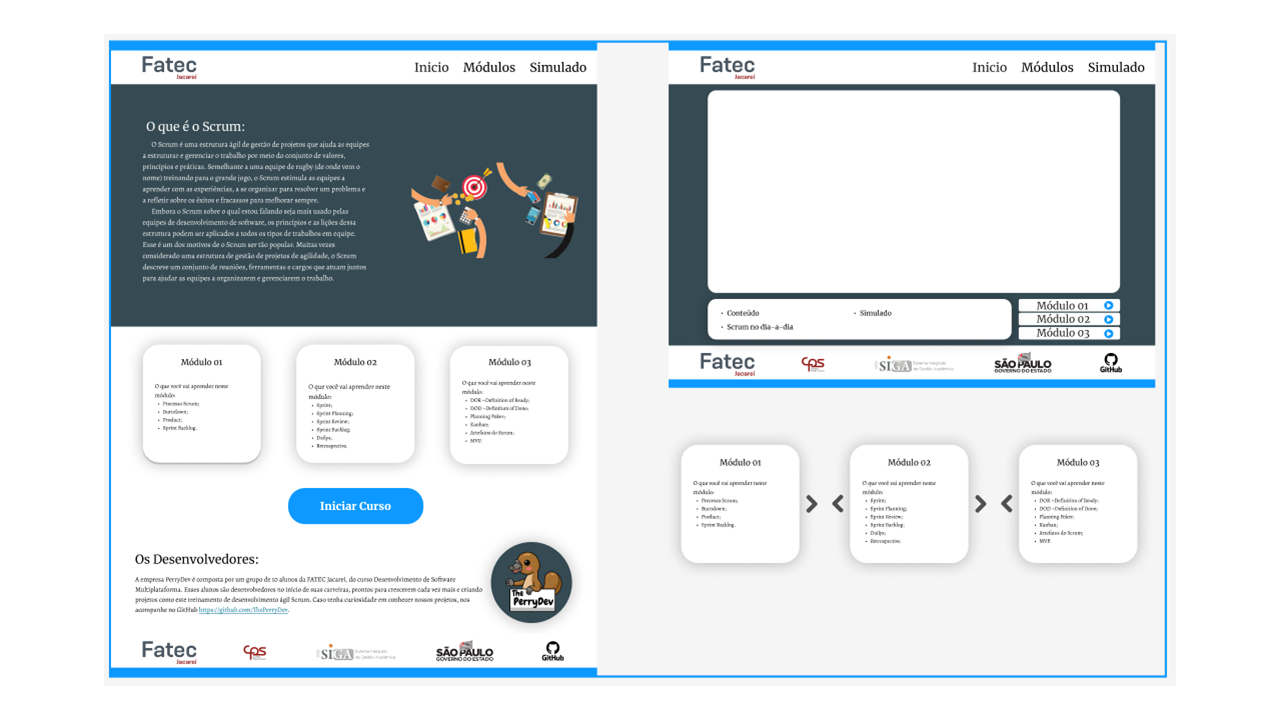 Fatec
Jacareí
Inicio Módulos Simulado
O que é o Scrum:
O Scrum é uma estrutura ágil de gestão de projetos que ajuda as equipes
a estruturar e gerenciar o trabalho por meio do conjunto de valores,
princípios e práticas. Semelhante a uma equipe de rugby (de onde vem o
nome) treinando para o grande jogo, o Scrum estimula as equipes a
aprender com as experiências, a se organizar para resolver um problema e
a refletir sobre os êxitos e fracassos para melhorar sempre.
Embora o Scrum sobre o qual estou falando seja mais usado pelas
equipes de desenvolvimento de software, os princípios e as lições dessa
estrutura podem ser aplicados a todos os tipos de trabalhos em equipe.
Esse é um dos motivos de o Scrum ser tão popular. Muitas vezes
considerado uma estrutura de gestão de projetos de agilidade, o Scrum
descreve um conjunto de reuniões, ferramentas e cargos que atuam juntos
para ajudar as equipes a organizarem e gerenciarem o trabalho.
Módulo 01
O que você vai aprender neste
módulo:
• Processo Scrum;
• Burndown;
• Product;
• Sprint Backlog.
Módulo 02
O que você vai aprender neste
módulo:
• Sprint;
• Sprint Planning;
• Sprint Review;
• Sprint Backlog;
• Dailys;
• Retrospective.
Módulo 03
O que você vai aprender neste
módulo:
• DOR -Definition of Ready;
• DOD -Definition of Done;
• Planning Poker;
• Kanban;
• Artefatos do Scrum;
• MVP.
Iniciar Curso
Os Desenvolvedores:
A empresa PerryDev é composta por um grupo de 10 alunos da FATEC Jacareí, do curso Desenvolvimento de Software
Multiplataforma. Esses alunos são desenvolvedores no início de suas carreiras, prontos para crescerem cada vez mais e criando
projetos como este treinamento de desenvolvimento ágil Scrum. Caso tenha curiosidade em conhecer nossos projetos, nos
acompanhe no GitHub https://github.com/ThePerryDev.
The
PerryDev
Fatec
Jacareí
cps
SIGA
Sistema Integrado
de Gestão Acadêmica
SÃO PAULO
GOVERNO DO ESTADO
GitHub
Fatec
Jacareí
Inicio Módulos Simulado
• Conteúdo
• Simulado
• Scrum no dia-a-dia
Módulo 01
Módulo 02
Módulo 03
Fatec
Jacareí
cps
SIGA
Sistema Integrado
de Gestão Acadêmica
SÃO PAULO
GOVERNO DO ESTADO
GitHub
Módulo 01
O que você vai aprender neste
módulo:
• Processo Scrum;
• Burndown;
• Product;
• Sprint Backlog.
Módulo 02
O que você vai aprender neste
módulo:
• Sprint;
• Sprint Planning;
• Sprint Review;
• Sprint Backlog;
• Dailys;
• Retrospective.
Módulo 03
O que você vai aprender neste
módulo:
• DOR -Definition of Ready;
• DOD -Definition of Done;
• Planning Poker;
• Kanban;
• Artefatos do Scrum;
• MVP.